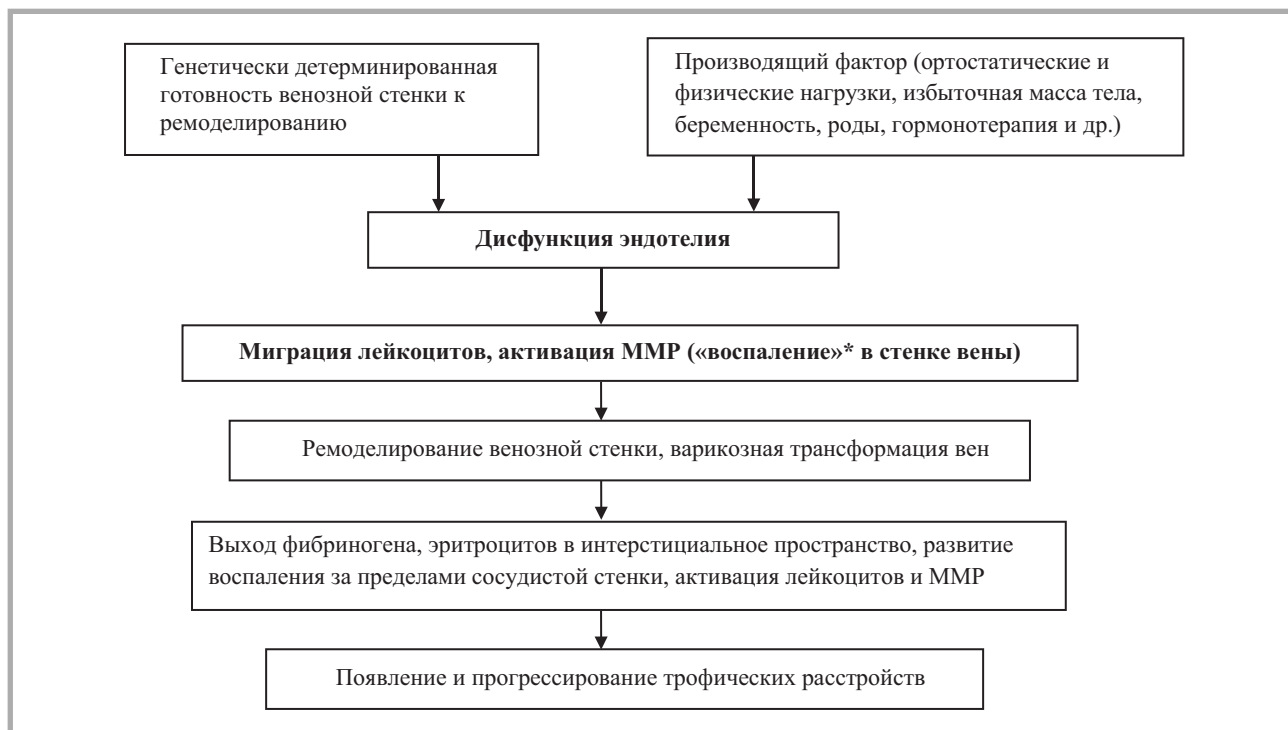 Генетически детерминированная
готовность венозной стенки к
ремоделированию
Производящий фактор (ортостатические и
физические нагрузки, избыточная масса тела,
беременность, роды, гормонотерапия и др.)
Дисфункция эндотелия
Миграция лейкоцитов, активация ММР («воспаление»* в стенке вены)
Ремоделирование венозной стенки, варикозная трансформация вен
Выход фибриногена, эритроцитов в интерстициальное пространство, развитие
воспаления за пределами сосудистой стенки, активация лейкоцитов и ММР
Появление и прогрессирование трофических расстройств